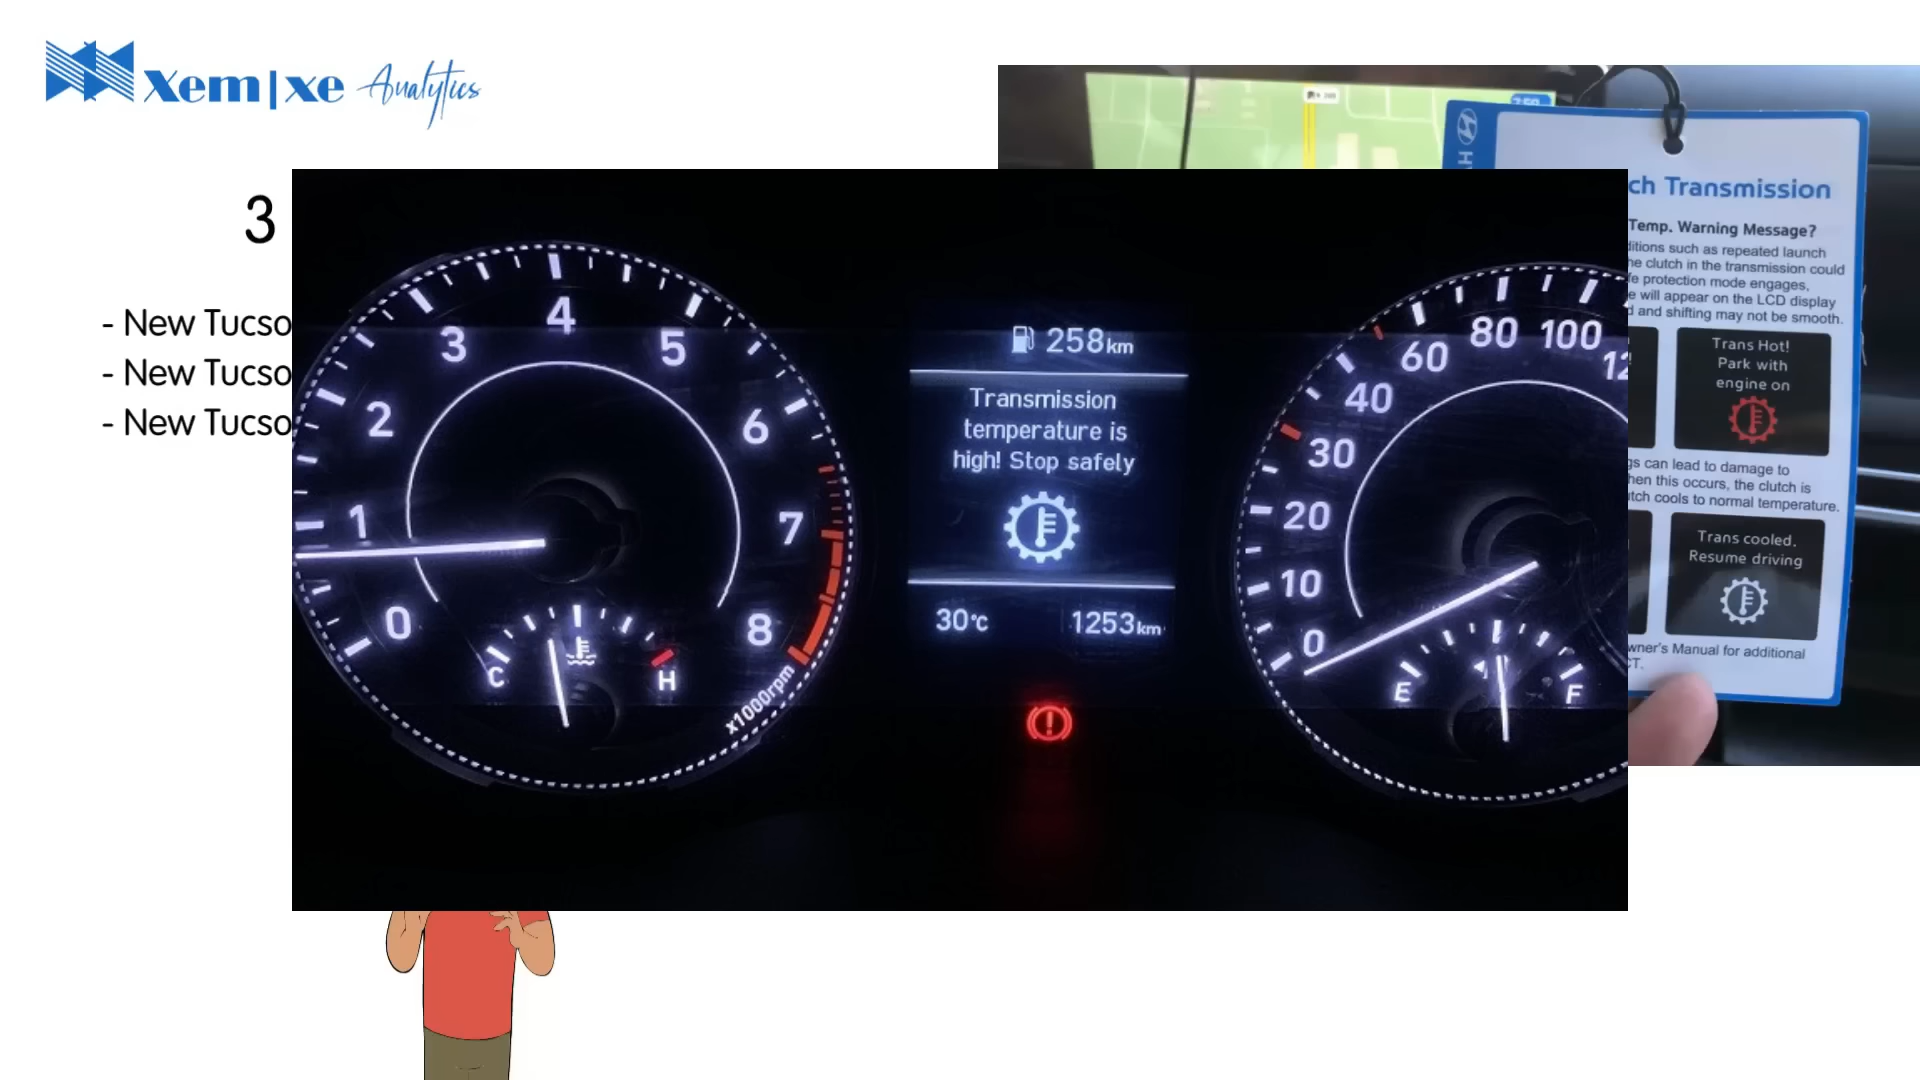 Xem|xe Analytics
3
- New Tucso
- New Tucso
- New Tucso
0
1
2
3
4
5
6
7
8
x1000rpm
C
H
258km
Transmission
temperature is
high! Stop safely
30°C
1253km
0
10
20
30
40
60
80
100
E
F
ch Transmission
Temp. Warning Message?
ditions such as repeated launch
he clutch in the transmission could
fe protection mode engages,
e will appear on the LCD display
d and shifting may not be smooth.
Trans Hot!
Park with
engine on
gs can lead to damage to
hen this occurs, the clutch is
utch cools to normal temperature.
Trans cooled.
Resume driving
wner's Manual for additional
CT.